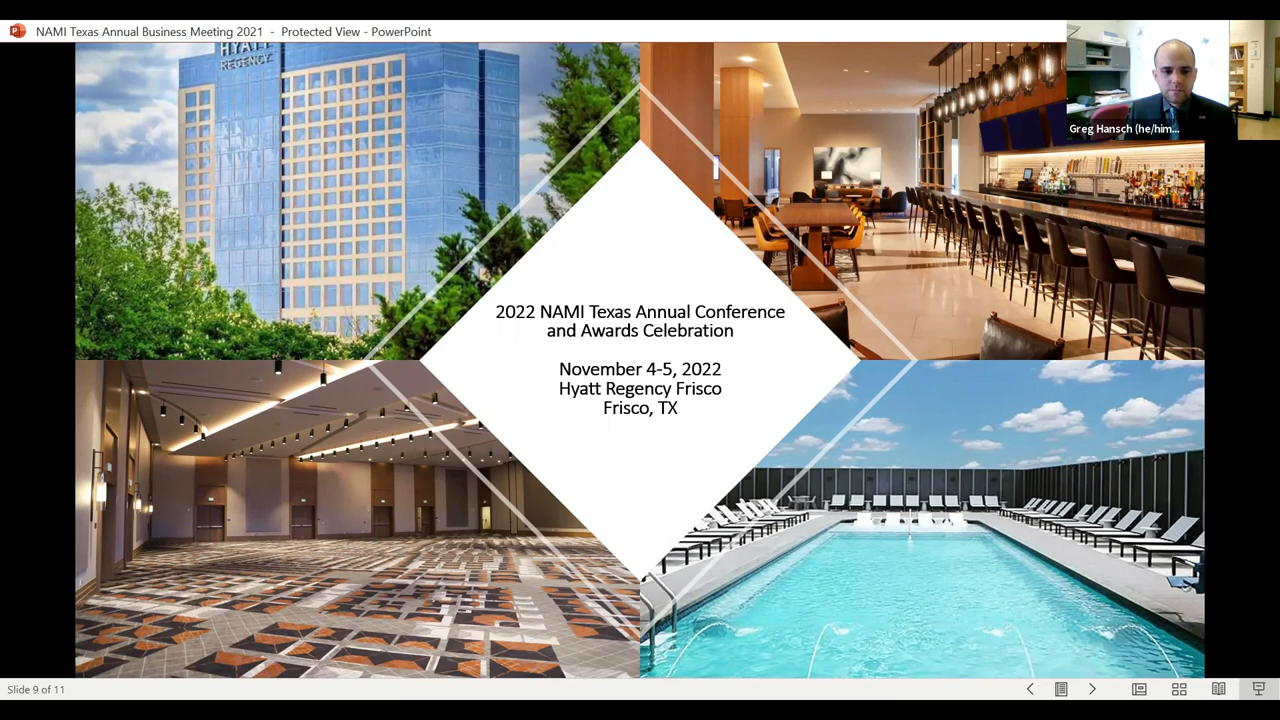 NAMI Texas Annual Business Meeting 2021 - Protected View - PowerPoint
HYATT
REGENCY
Greg Hansch (he/him...
2022 NAMI Texas Annual Conference
and Awards Celebration
November 4-5, 2022
Hyatt Regency Frisco
Frisco, TX
Slide 9 of 11